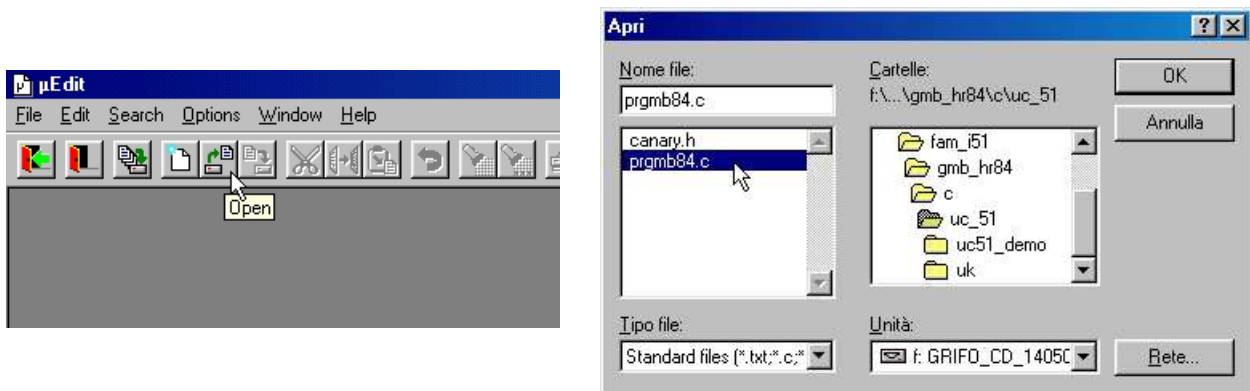 µEdit
File Edit Search Options Window Help
Open
Apri
Nome file:
prgmb84.c
canary.h
prgmb84.c
Tipo file:
Standard files (*.txt;*.c;*
Cartelle:
f:\...\gmb_hr84\c\uc_51
fam_i51
gmb_hr84
c
uc_51
uc51_demo
uk
Unità:
f: GRIFO_CD_1405
OK
Annulla
Rete...